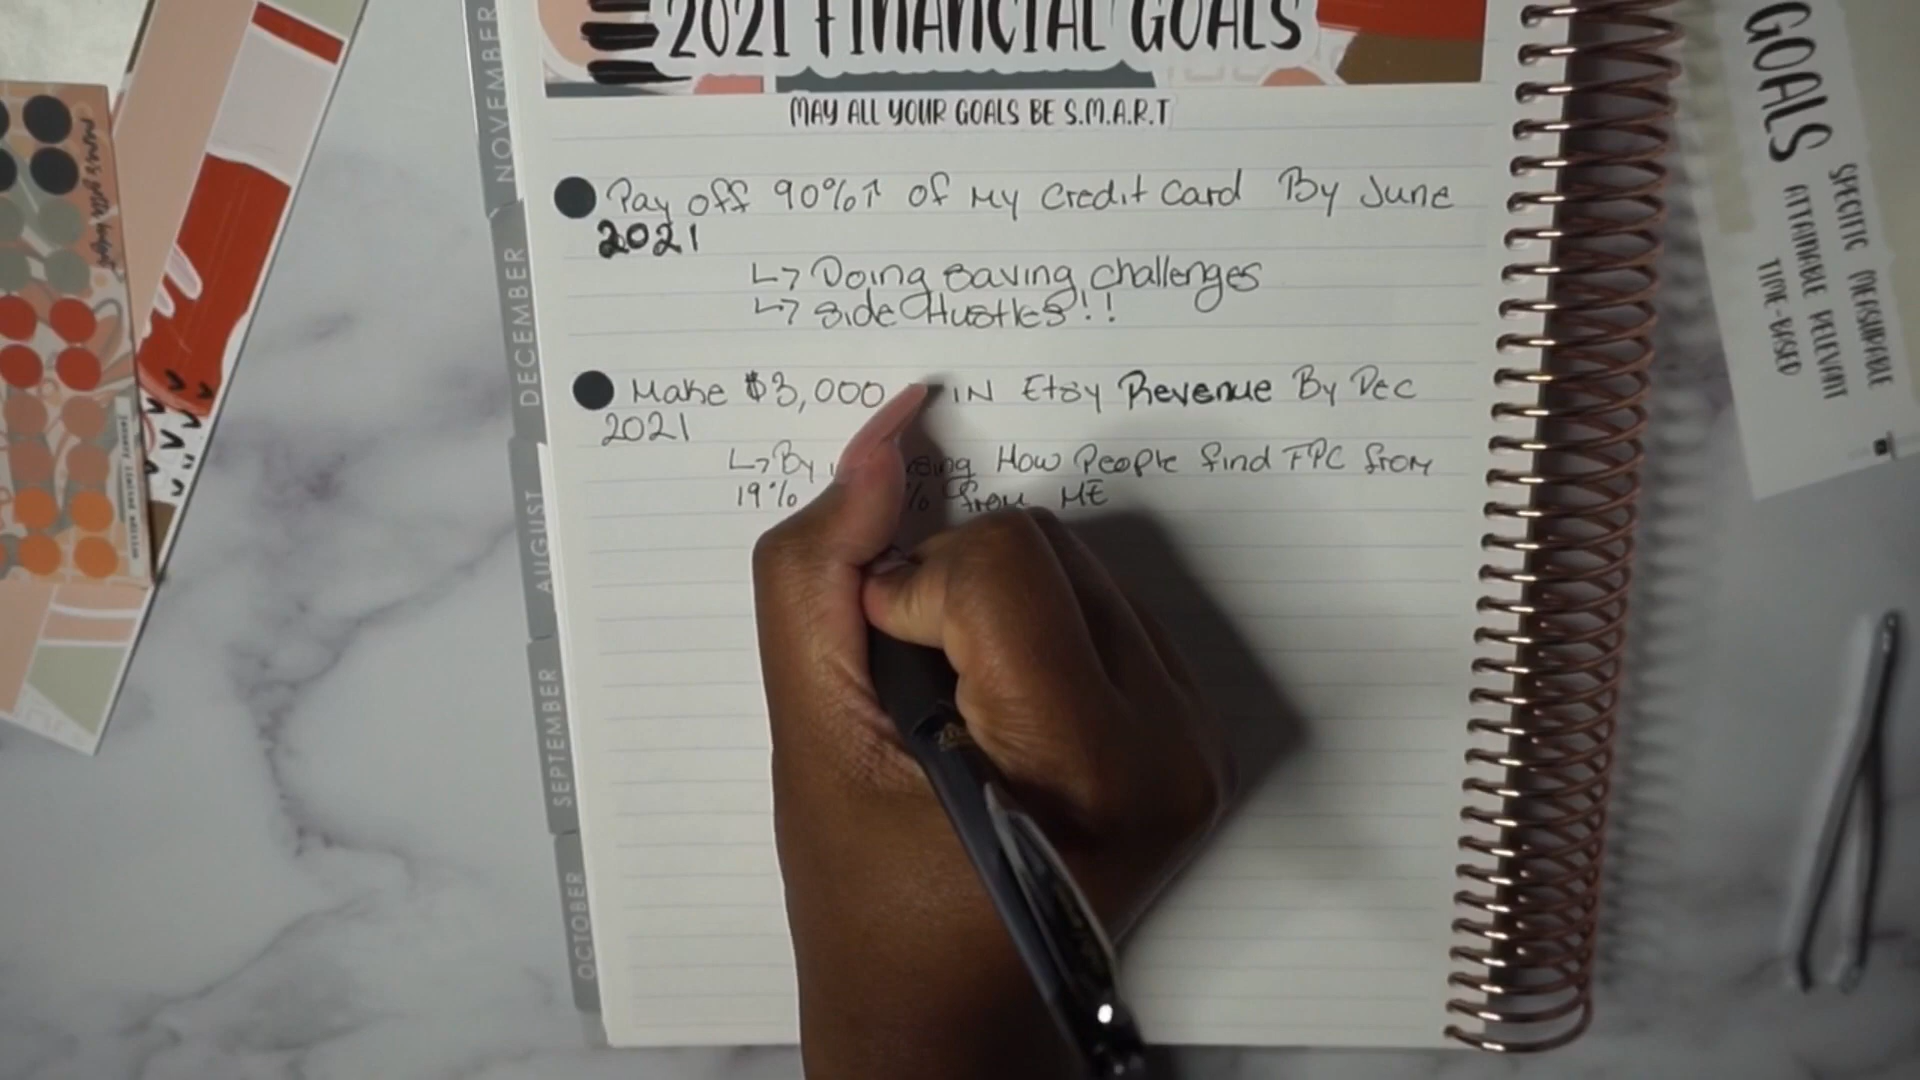 2021 FINANCIAL GOALS
MAY ALL YOUR GOALS BE S.M.A.R.T
Pay off 90%↑ of My Credit Card By June
2021
↳ Doing saving challenges
↳ side Hustles!!
Make $3,000 IN Etsy Revenue By Dec
2021
↳ By How People find FPC from
19% % from ME
NOVEMBER
DECEMBER
AUGUST
SEPTEMBER
OCTOBER
GOALS
SPECIFIC MEASURABLE
ATTAINABLE RELEVANT
TIME-BASED